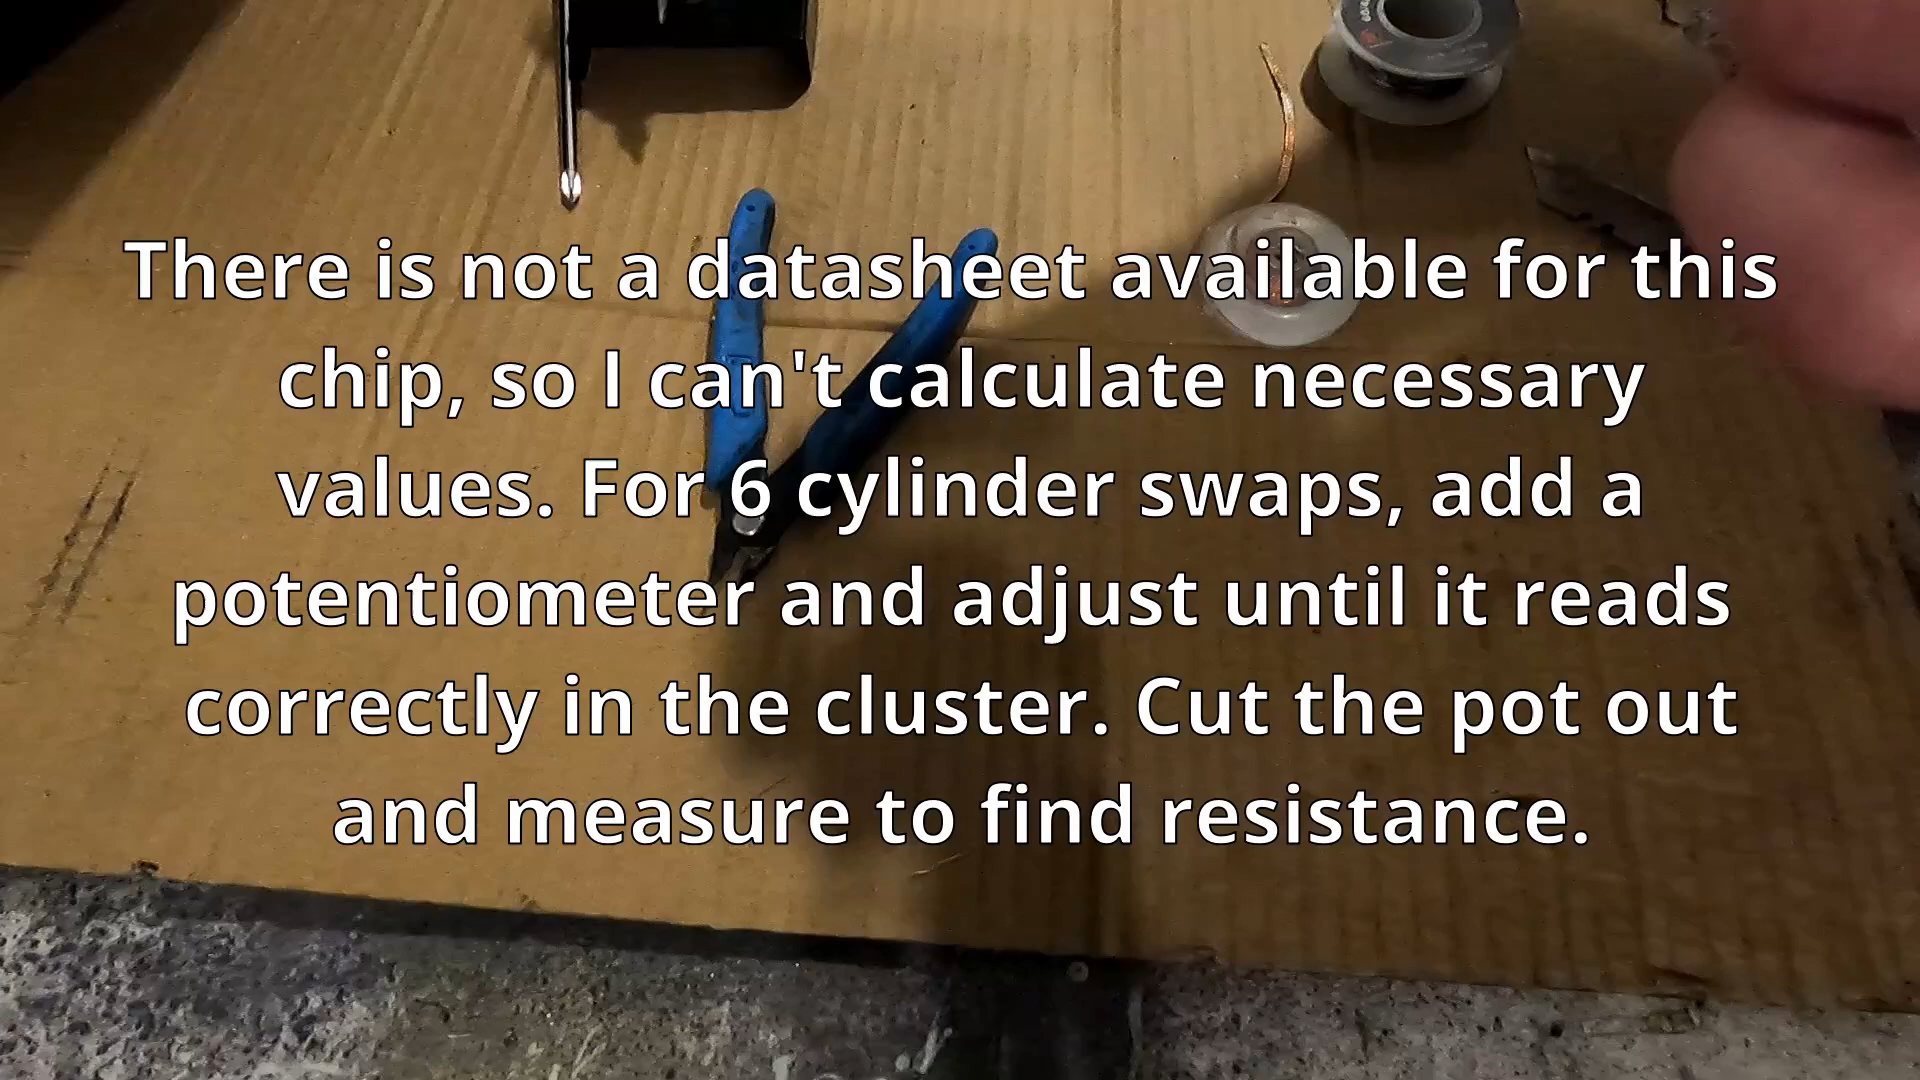 There is not a datasheet available for this
chip, so I can't calculate necessary
values. For 6 cylinder swaps, add a
potentiometer and adjust until it reads
correctly in the cluster. Cut the pot out
and measure to find resistance.